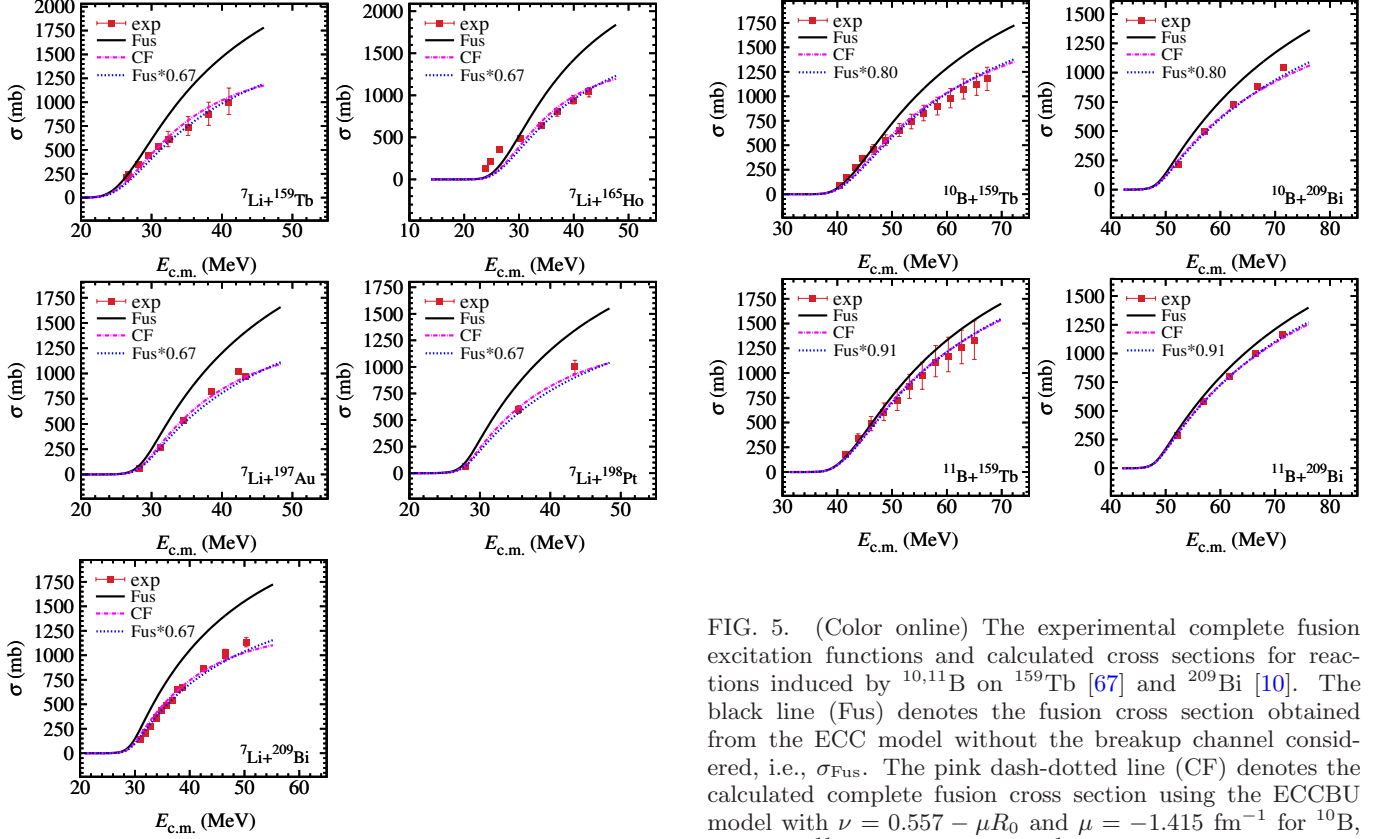 2000
1750
1500
1250
1000
750
500
250
0
σ (mb)
exp
Fus
CF
Fus*0.67
⁷Li+¹⁵⁹Tb
20 30 40 50
E_c.m. (MeV)
2000
1500
1000
500
0
σ (mb)
exp
Fus
CF
Fus*0.67
⁷Li+¹⁶⁵Ho
10 20 30 40 50
E_c.m. (MeV)
1750
1500
1250
1000
750
500
250
0
σ (mb)
exp
Fus
CF
Fus*0.67
⁷Li+¹⁹⁷Au
20 30 40 50
E_c.m. (MeV)
1750
1500
1250
1000
750
500
250
0
σ (mb)
exp
Fus
CF
Fus*0.67
⁷Li+¹⁹⁸Pt
20 30 40 50
E_c.m. (MeV)
1750
1500
1250
1000
750
500
250
0
σ (mb)
exp
Fus
CF
Fus*0.67
⁷Li+²⁰⁹Bi
20 30 40 50 60
E_c.m. (MeV)
1750
1500
1250
1000
750
500
250
0
σ (mb)
exp
Fus
CF
Fus*0.80
¹⁰B+¹⁵⁹Tb
30 40 50 60 70 80
E_c.m. (MeV)
1500
1250
1000
750
500
250
0
σ (mb)
exp
Fus
CF
Fus*0.80
¹⁰B+²⁰⁹Bi
40 50 60 70 80
E_c.m. (MeV)
1750
1500
1250
1000
750
500
250
0
σ (mb)
exp
Fus
CF
Fus*0.91
¹¹B+¹⁵⁹Tb
30 40 50 60 70 80
E_c.m. (MeV)
1500
1250
1000
750
500
250
0
σ (mb)
exp
Fus
CF
Fus*0.91
¹¹B+²⁰⁹Bi
40 50 60 70 80
E_c.m. (MeV)
FIG. 5. (Color online) The experimental complete fusion
excitation functions and calculated cross sections for reac-
tions induced by ¹⁰,¹¹B on ¹⁵⁹Tb [67] and ²⁰⁹Bi [10]. The
black line (Fus) denotes the fusion cross section obtained
from the ECC model without the breakup channel consid-
ered, i.e., σ_Fus. The pink dash-dotted line (CF) denotes the
calculated complete fusion cross section using the ECCBU
model with ν = 0.557 − μR₀ and μ = −1.415 fm⁻¹ for ¹⁰B,